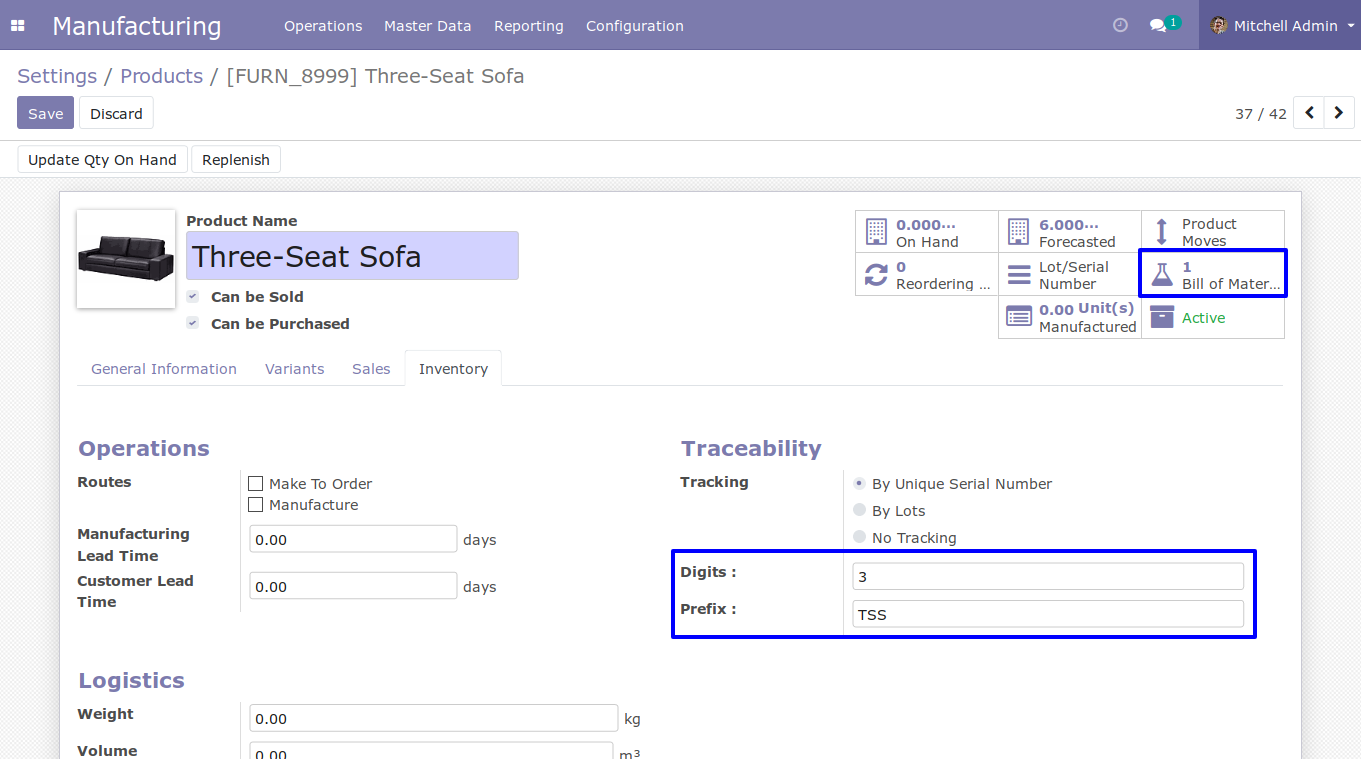 Manufacturing Operations Master Data Reporting Configuration 1 Mitchell Admin
Settings / Products / [FURN_8999] Three-Seat Sofa
Save Discard 37 / 42
Update Qty On Hand Replenish
Product Name
Three-Seat Sofa
Can be Sold
Can be Purchased
0.000···
On Hand
6.000···
Forecasted
Product
Moves
0
Reordering ...
Lot/Serial
Number
1
Bill of Mater...
0.00 Unit(s)
Manufactured
Active
General Information Variants Sales Inventory
Operations
Routes
Make To Order
Manufacture
Manufacturing
Lead Time
0.00 days
Customer Lead
Time
0.00 days
Traceability
Tracking
By Unique Serial Number
By Lots
No Tracking
Digits : 3
Prefix : TSS
Logistics
Weight 0.00 kg
Volume 0.00 m³